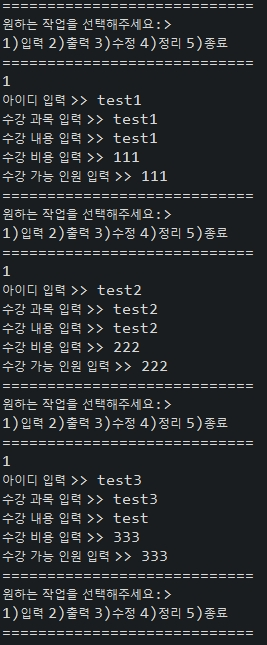 ============================
원하는 작업을 선택해주세요:>
1)입력 2)출력 3)수정 4)정리 5)종료
============================
1
아이디 입력 >> test1
수강 과목 입력 >> test1
수강 내용 입력 >> test1
수강 비용 입력 >> 111
수강 가능 인원 입력 >> 111
============================
원하는 작업을 선택해주세요:>
1)입력 2)출력 3)수정 4)정리 5)종료
============================
1
아이디 입력 >> test2
수강 과목 입력 >> test2
수강 내용 입력 >> test2
수강 비용 입력 >> 222
수강 가능 인원 입력 >> 222
============================
원하는 작업을 선택해주세요:>
1)입력 2)출력 3)수정 4)정리 5)종료
============================
1
아이디 입력 >> test3
수강 과목 입력 >> test3
수강 내용 입력 >> test
수강 비용 입력 >> 333
수강 가능 인원 입력 >> 333
============================
원하는 작업을 선택해주세요:>
1)입력 2)출력 3)수정 4)정리 5)종료
============================